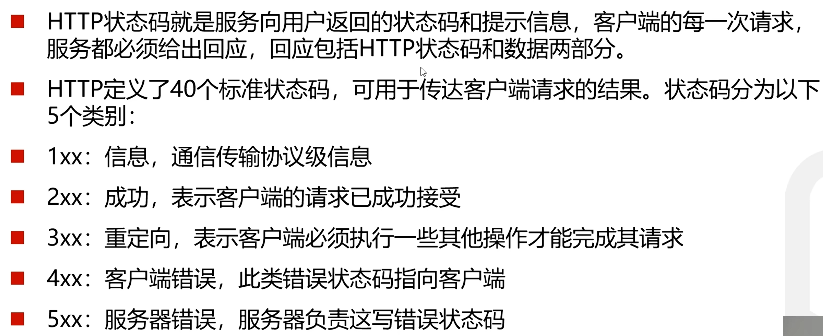 HTTP状态码就是服务向用户返回的状态码和提示信息，客户端的每一次请求，
服务都必须给出回应，回应包括HTTP状态码和数据两部分。
HTTP定义了40个标准状态码，可用于传达客户端请求的结果。状态码分为以下
5个类别：
1xx：信息，通信传输协议级信息
2xx：成功，表示客户端的请求已成功接受
3xx：重定向，表示客户端必须执行一些其他操作才能完成其请求
4xx：客户端错误，此类错误状态码指向客户端
5xx：服务器错误，服务器负责这写错误状态码